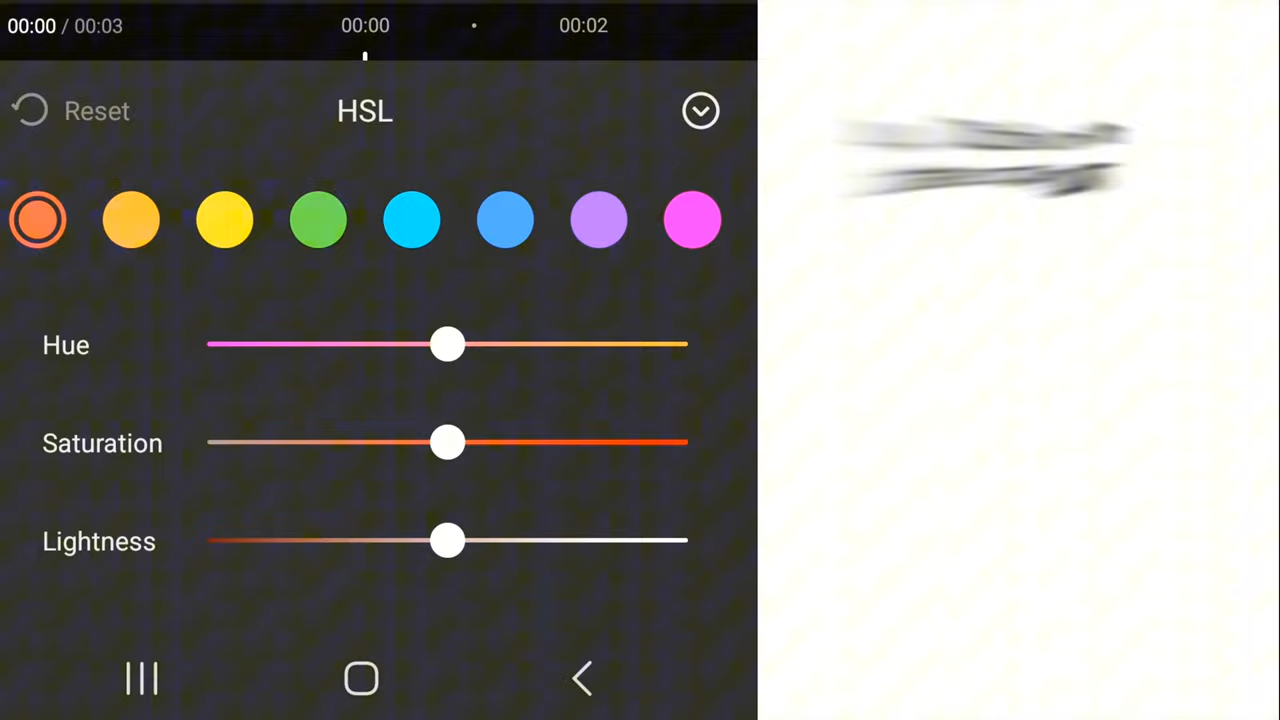 00:00 / 00:03 00:00 00:02
Reset HSL
Hue
Saturation
Lightness